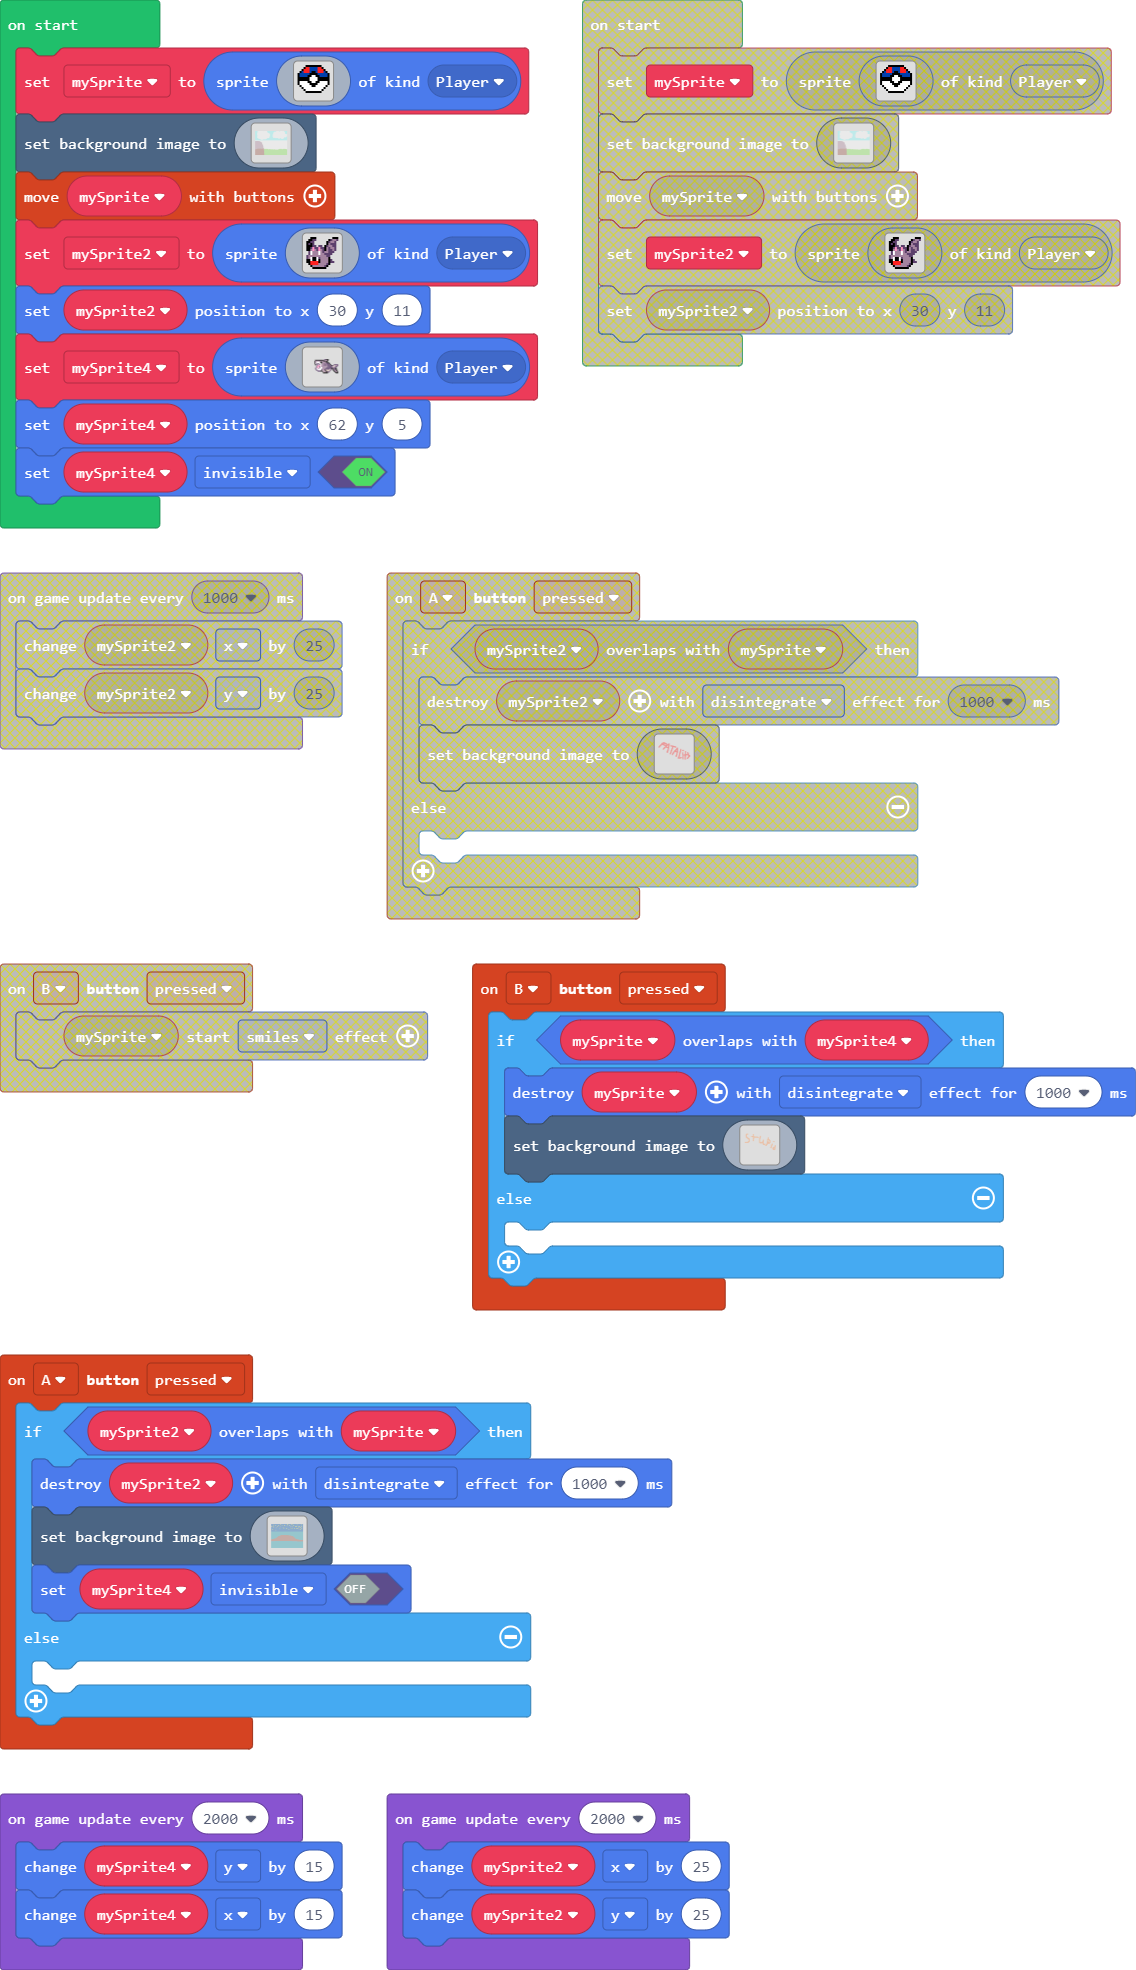 on start
set mySprite to sprite of kind Player
set background image to
move mySprite with buttons
set mySprite2 to sprite of kind Player
set mySprite2 position to x 30 y 11
set mySprite4 to sprite of kind Player
set mySprite4 position to x 62 y 5
set mySprite4 invisible ON
on start
set mySprite to sprite of kind Player
set background image to
move mySprite with buttons
set mySprite2 to sprite of kind Player
set mySprite2 position to x 30 y 11
on game update every 1000 ms
change mySprite2 x by 25
change mySprite2 y by 25
on A button pressed
if mySprite2 overlaps with mySprite then
destroy mySprite2 with disintegrate effect for 1000 ms
set background image to
else
on B button pressed
mySprite start smiles effect
on B button pressed
if mySprite overlaps with mySprite4 then
destroy mySprite with disintegrate effect for 1000 ms
set background image to
else
on A button pressed
if mySprite2 overlaps with mySprite then
destroy mySprite2 with disintegrate effect for 1000 ms
set background image to
set mySprite4 invisible OFF
else
on game update every 2000 ms
change mySprite4 y by 15
change mySprite4 x by 15
on game update every 2000 ms
change mySprite2 x by 25
change mySprite2 y by 25